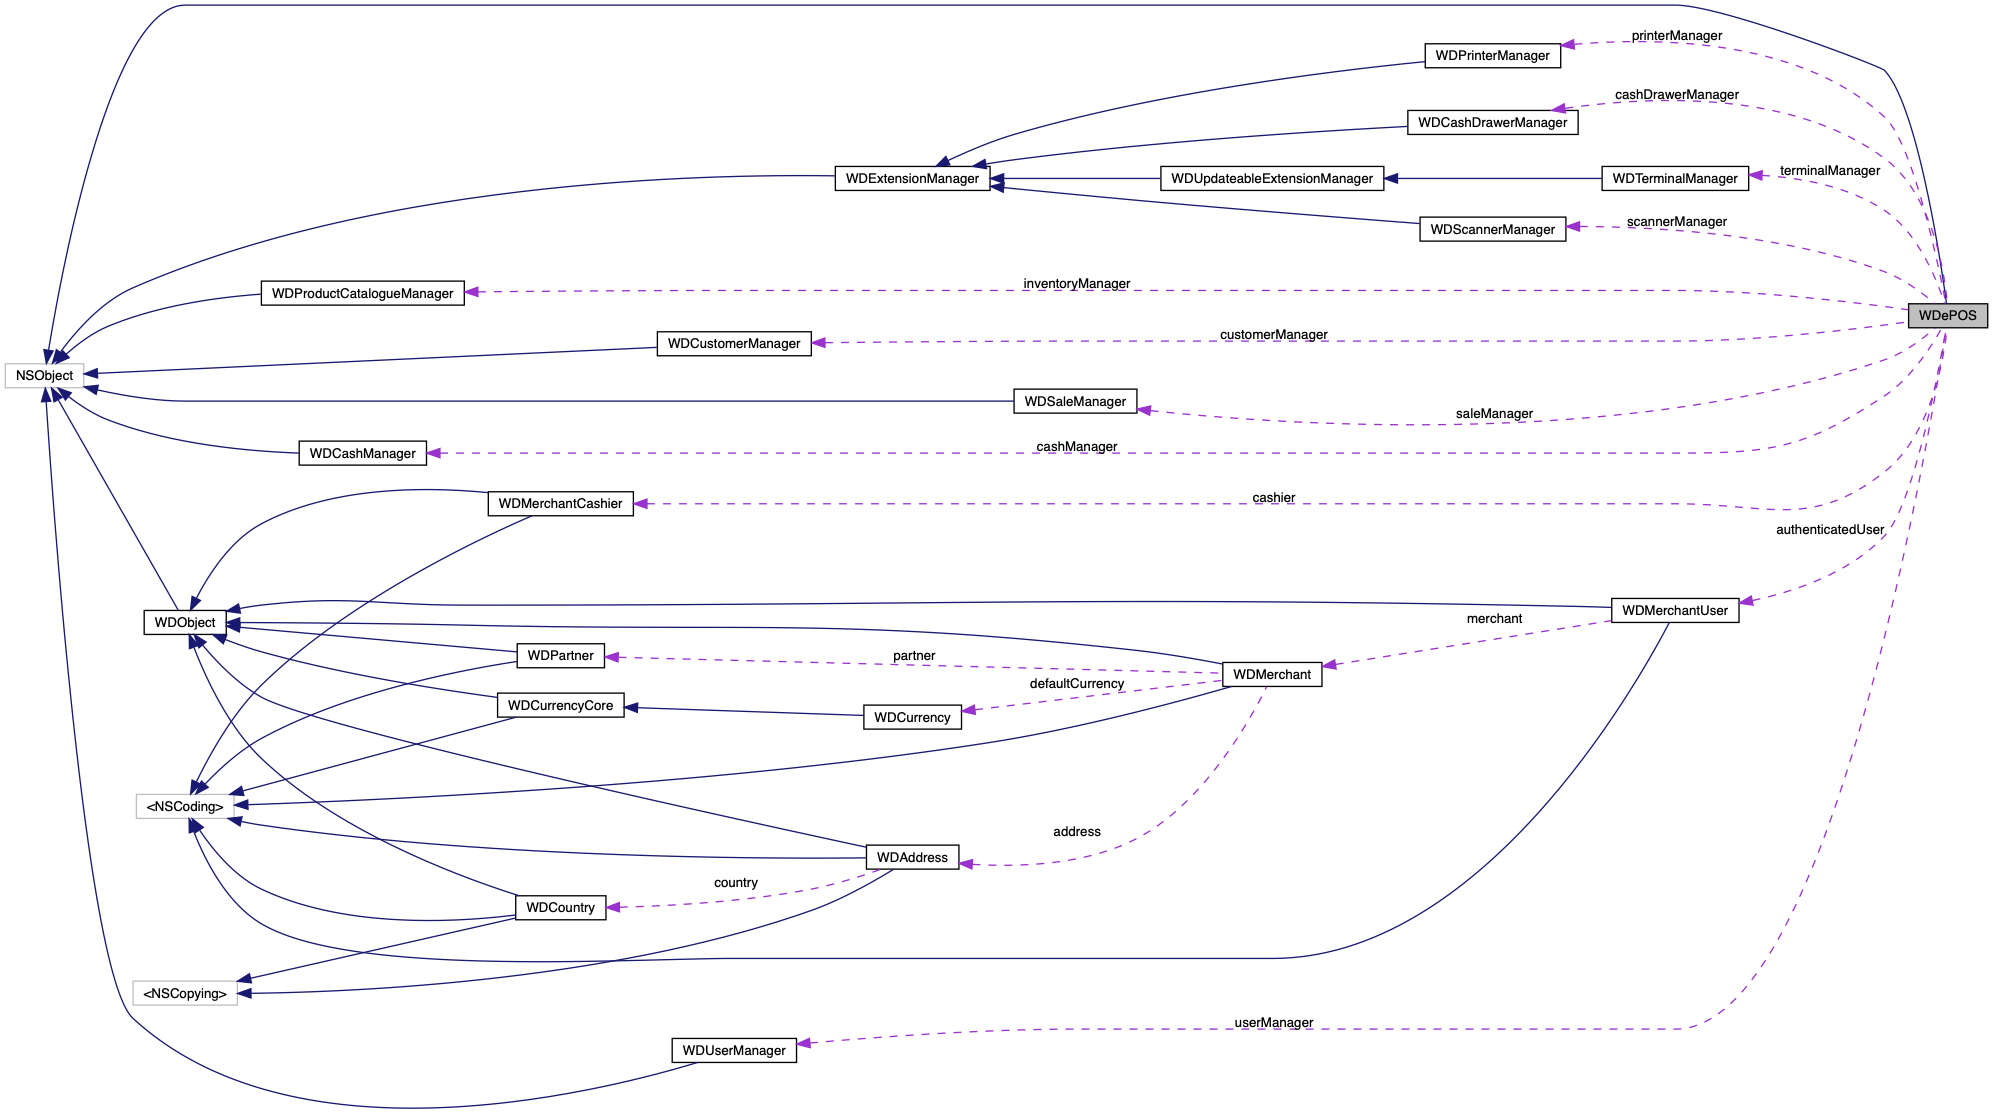 printerManager
WDPrinterManager
cashDrawerManager
WDCashDrawerManager
terminalManager
WDExtensionManager
WDUpdateableExtensionManager
WDTerminalManager
scannerManager
WDScannerManager
inventoryManager
WDProductCatalogueManager
WDePOS
customerManager
WDCustomerManager
NSObject
WDSaleManager
saleManager
cashManager
WDCashManager
cashier
WDMerchantCashier
authenticatedUser
WDMerchantUser
merchant
WDObject
partner
WDPartner
WDMerchant
defaultCurrency
WDCurrencyCore
WDCurrency
<NSCoding>
address
WDAddress
country
WDCountry
<NSCopying>
userManager
WDUserManager